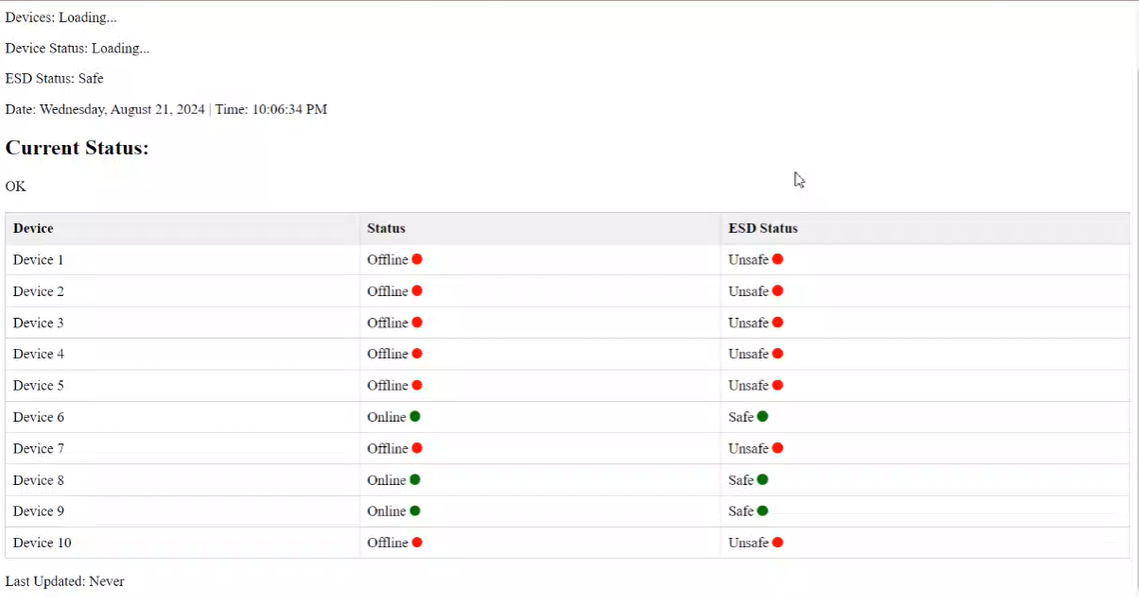 Devices: Loading...
Device Status: Loading...
ESD Status: Safe
Date: Wednesday, August 21, 2024 | Time: 10:06:34 PM
Current Status:
OK
Device Status ESD Status
Device 1 Offline Unsafe
Device 2 Offline Unsafe
Device 3 Offline Unsafe
Device 4 Offline Unsafe
Device 5 Offline Unsafe
Device 6 Online Safe
Device 7 Offline Unsafe
Device 8 Online Safe
Device 9 Online Safe
Device 10 Offline Unsafe
Last Updated: Never